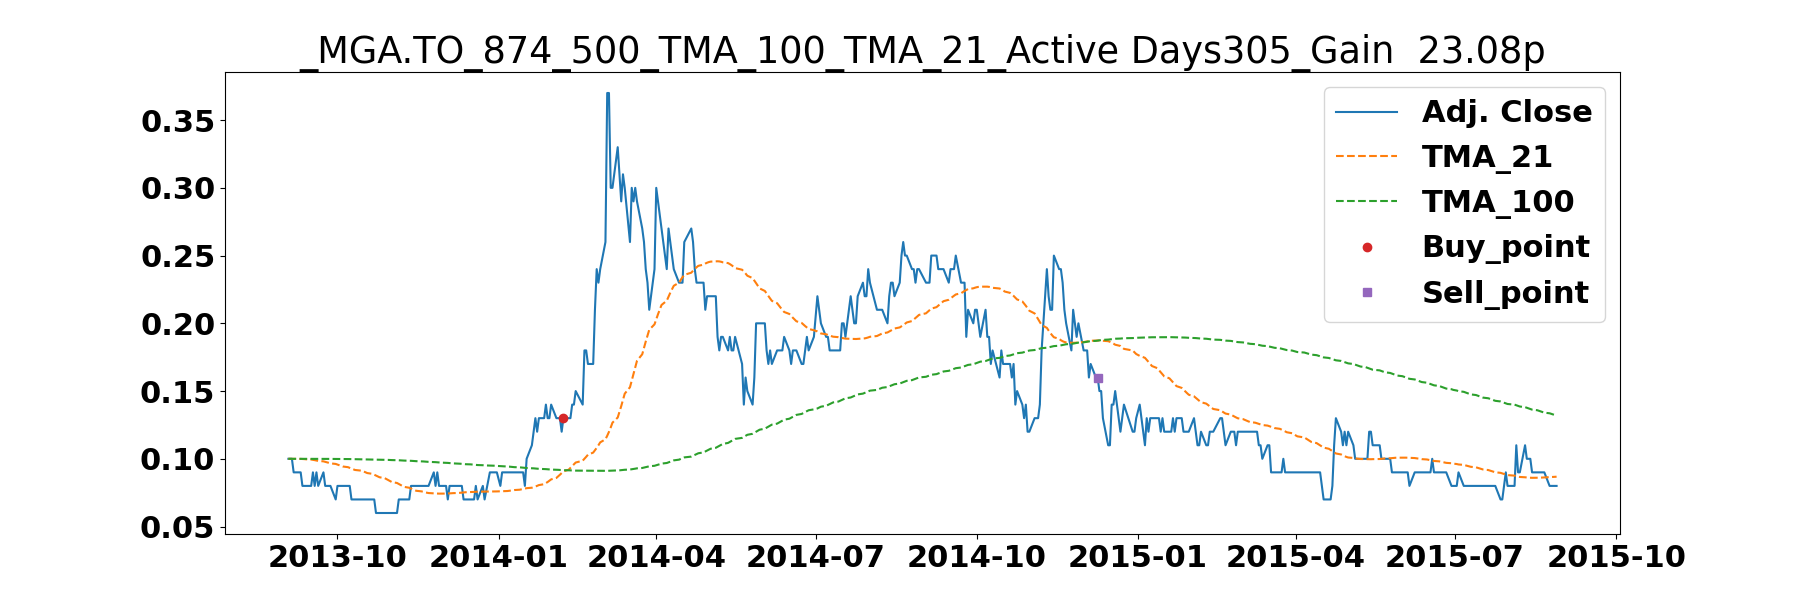 _MGA.TO_874_500_TMA_100_TMA_21_Active Days305_Gain  23.08p
0.35
0.30
0.25
0.20
0.15
0.10
0.05
Adj. Close
TMA_21
TMA_100
Buy_point
Sell_point
2013-10 2014-01 2014-04 2014-07 2014-10 2015-01 2015-04 2015-07 2015-10